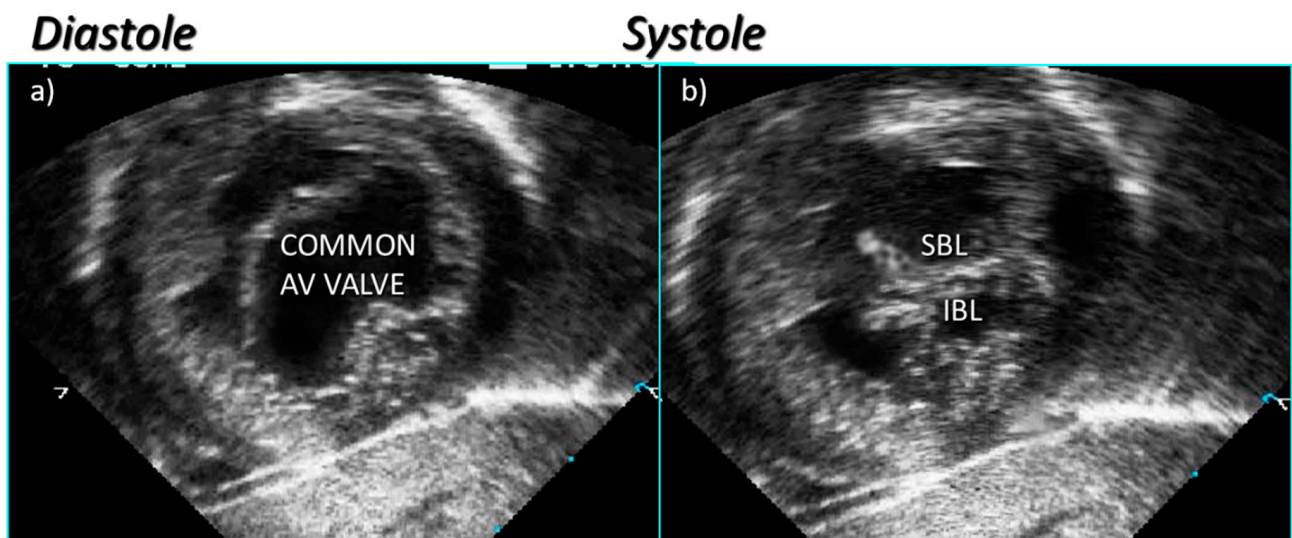 Diastole
Systole
a)
b)
COMMON
AV VALVE
SBL
IBL